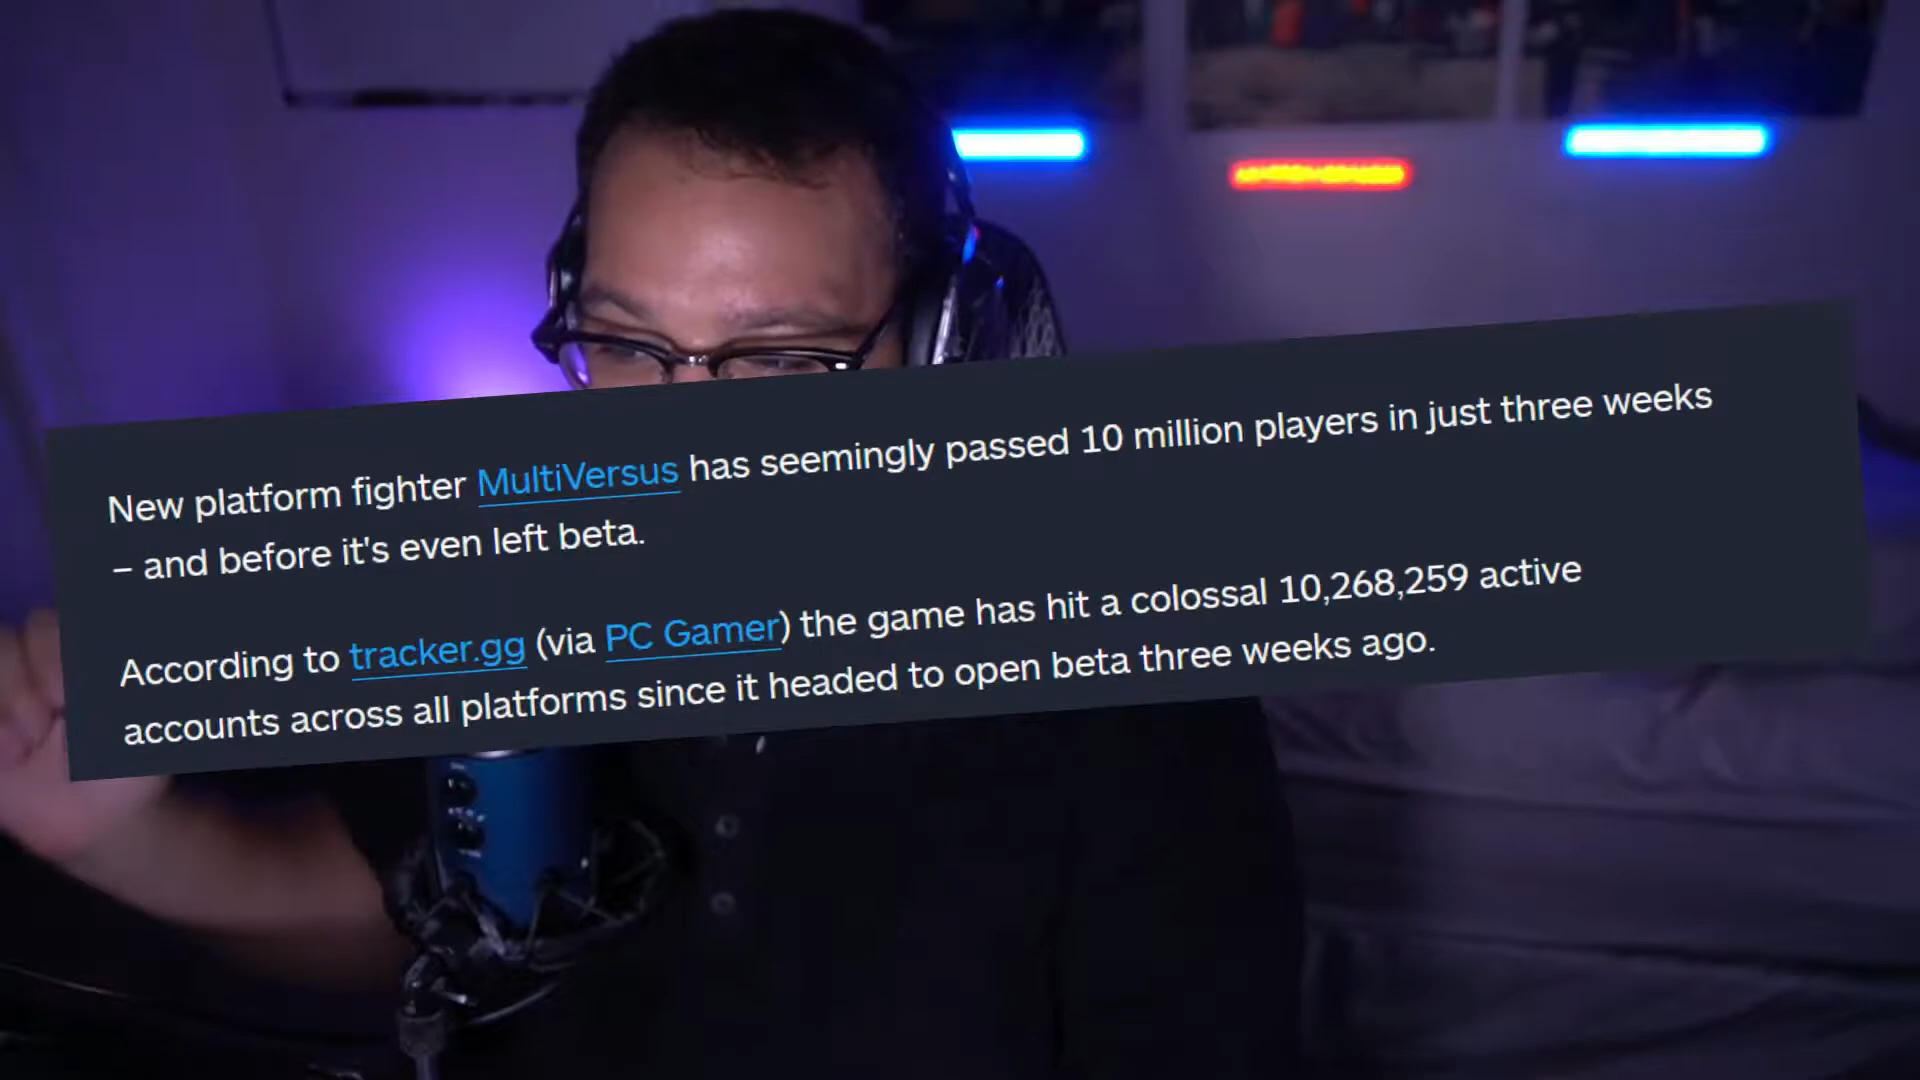 New platform fighter MultiVersus has seemingly passed 10 million players in just three weeks
– and before it's even left beta.
According to tracker.gg (via PC Gamer) the game has hit a colossal 10,268,259 active
accounts across all platforms since it headed to open beta three weeks ago.